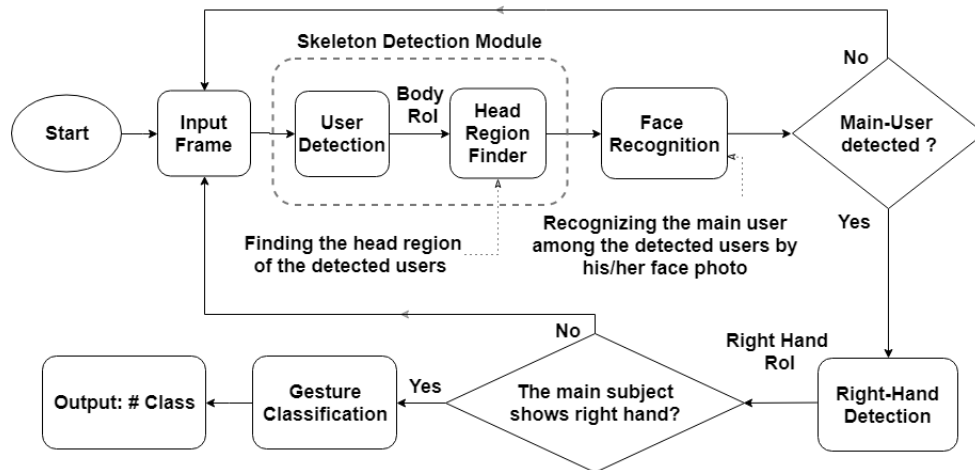 Skeleton Detection Module
No
Start
Input
Frame
User
Detection
Body
RoI
Head
Region
Finder
Face
Recognition
Main-User
detected ?
Finding the head region
of the detected users
Recognizing the main user
among the detected users by
his/her face photo
Yes
No
Right Hand
RoI
Output: # Class
Gesture
Classification
Yes
The main subject
shows right hand?
Right-Hand
Detection